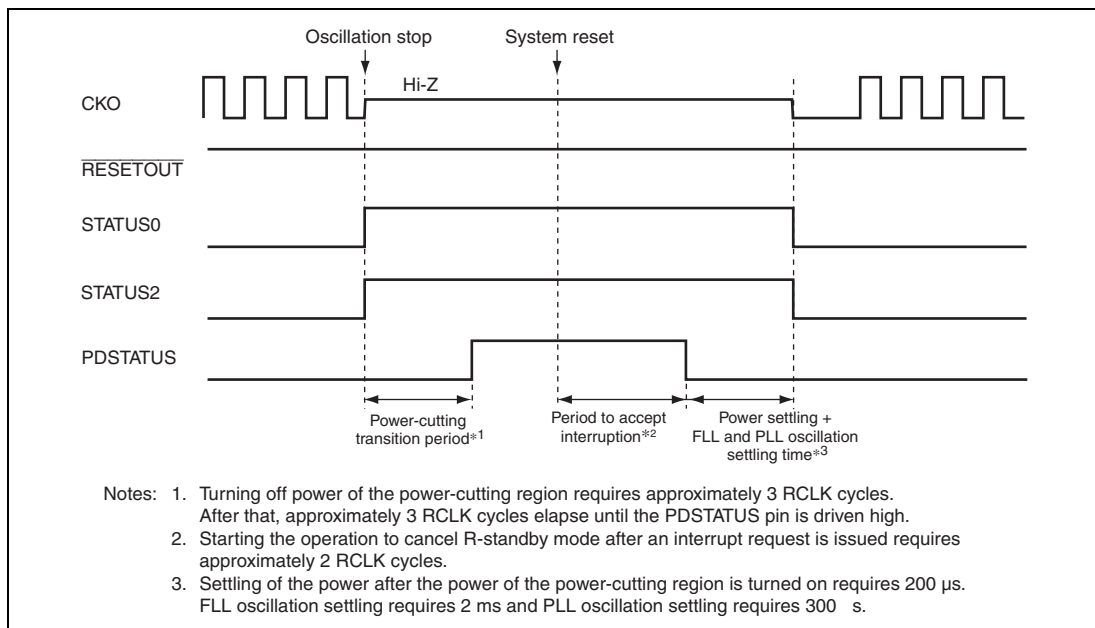 Oscillation stop
System reset
Hi-Z
CKO
RESETOUT
STATUS0
STATUS2
PDSTATUS
Power-cutting
transition period*1
Period to accept
interruption*2
Power settling +
FLL and PLL oscillation
settling time*3
Notes: 1. Turning off power of the power-cutting region requires approximately 3 RCLK cycles.
After that, approximately 3 RCLK cycles elapse until the PDSTATUS pin is driven high.
2. Starting the operation to cancel R-standby mode after an interrupt request is issued requires
approximately 2 RCLK cycles.
3. Settling of the power after the power of the power-cutting region is turned on requires 200 µs.
FLL oscillation settling requires 2 ms and PLL oscillation settling requires 300 s.